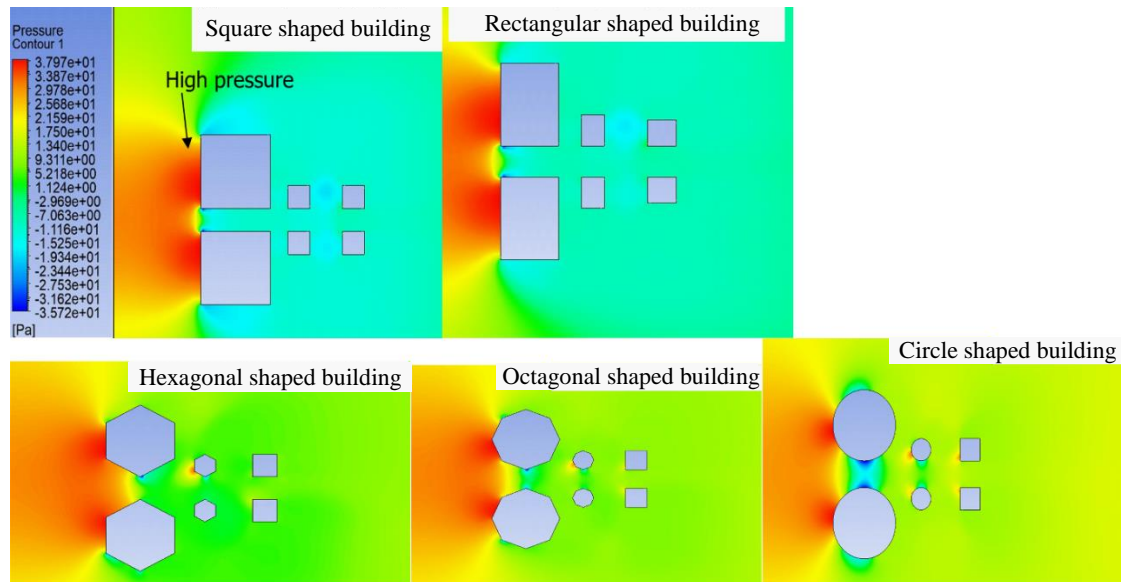 Pressure
Contour 1
3.797e+01
3.387e+01
2.978e+01
2.568e+01
2.159e+01
1.750e+01
1.340e+01
9.311e+00
5.218e+00
1.124e+00
-2.969e+00
-7.063e+00
-1.116e+01
-1.525e+01
-1.934e+01
-2.344e+01
-2.753e+01
-3.162e+01
-3.572e+01
[Pa]
Square shaped building
High pressure
Rectangular shaped building
Hexagonal shaped building
Octagonal shaped building
Circle shaped building